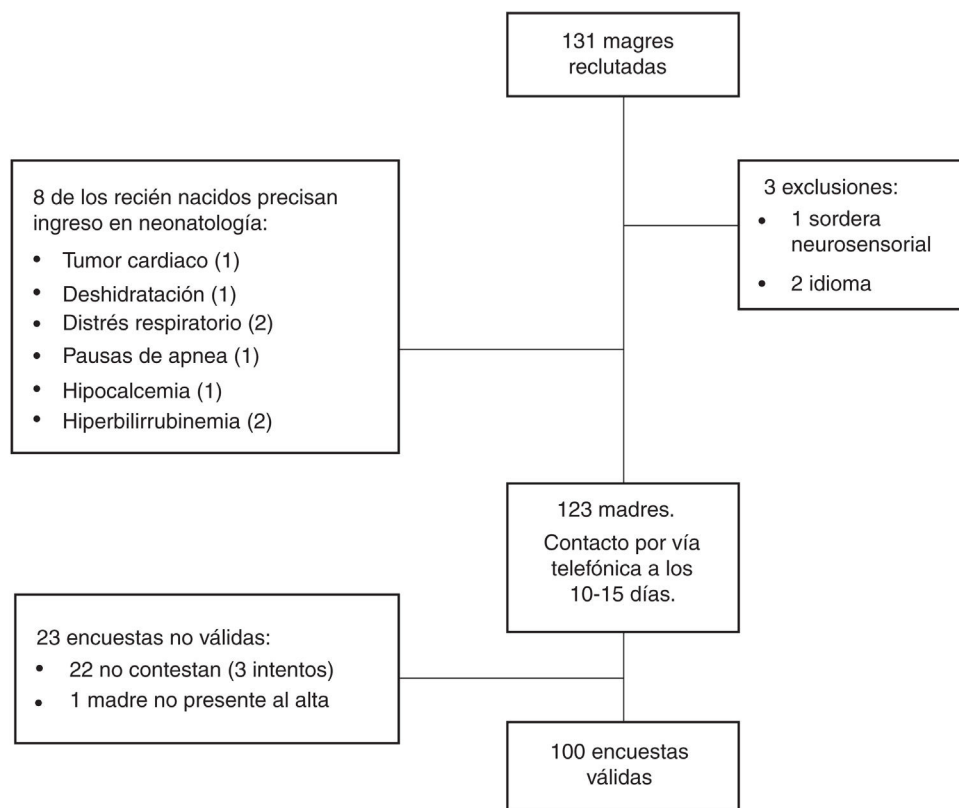 131 magres
reclutadas
8 de los recién nacidos precisan
ingreso en neonatología:
• Tumor cardiaco (1)
• Deshidratación (1)
• Distrés respiratorio (2)
• Pausas de apnea (1)
• Hipocalcemia (1)
• Hiperbilirrubinemia (2)
3 exclusiones:
• 1 sordera
neurosensorial
• 2 idioma
123 madres.
Contacto por vía
telefónica a los
10-15 días.
23 encuestas no válidas:
• 22 no contestan (3 intentos)
• 1 madre no presente al alta
100 encuestas
válidas